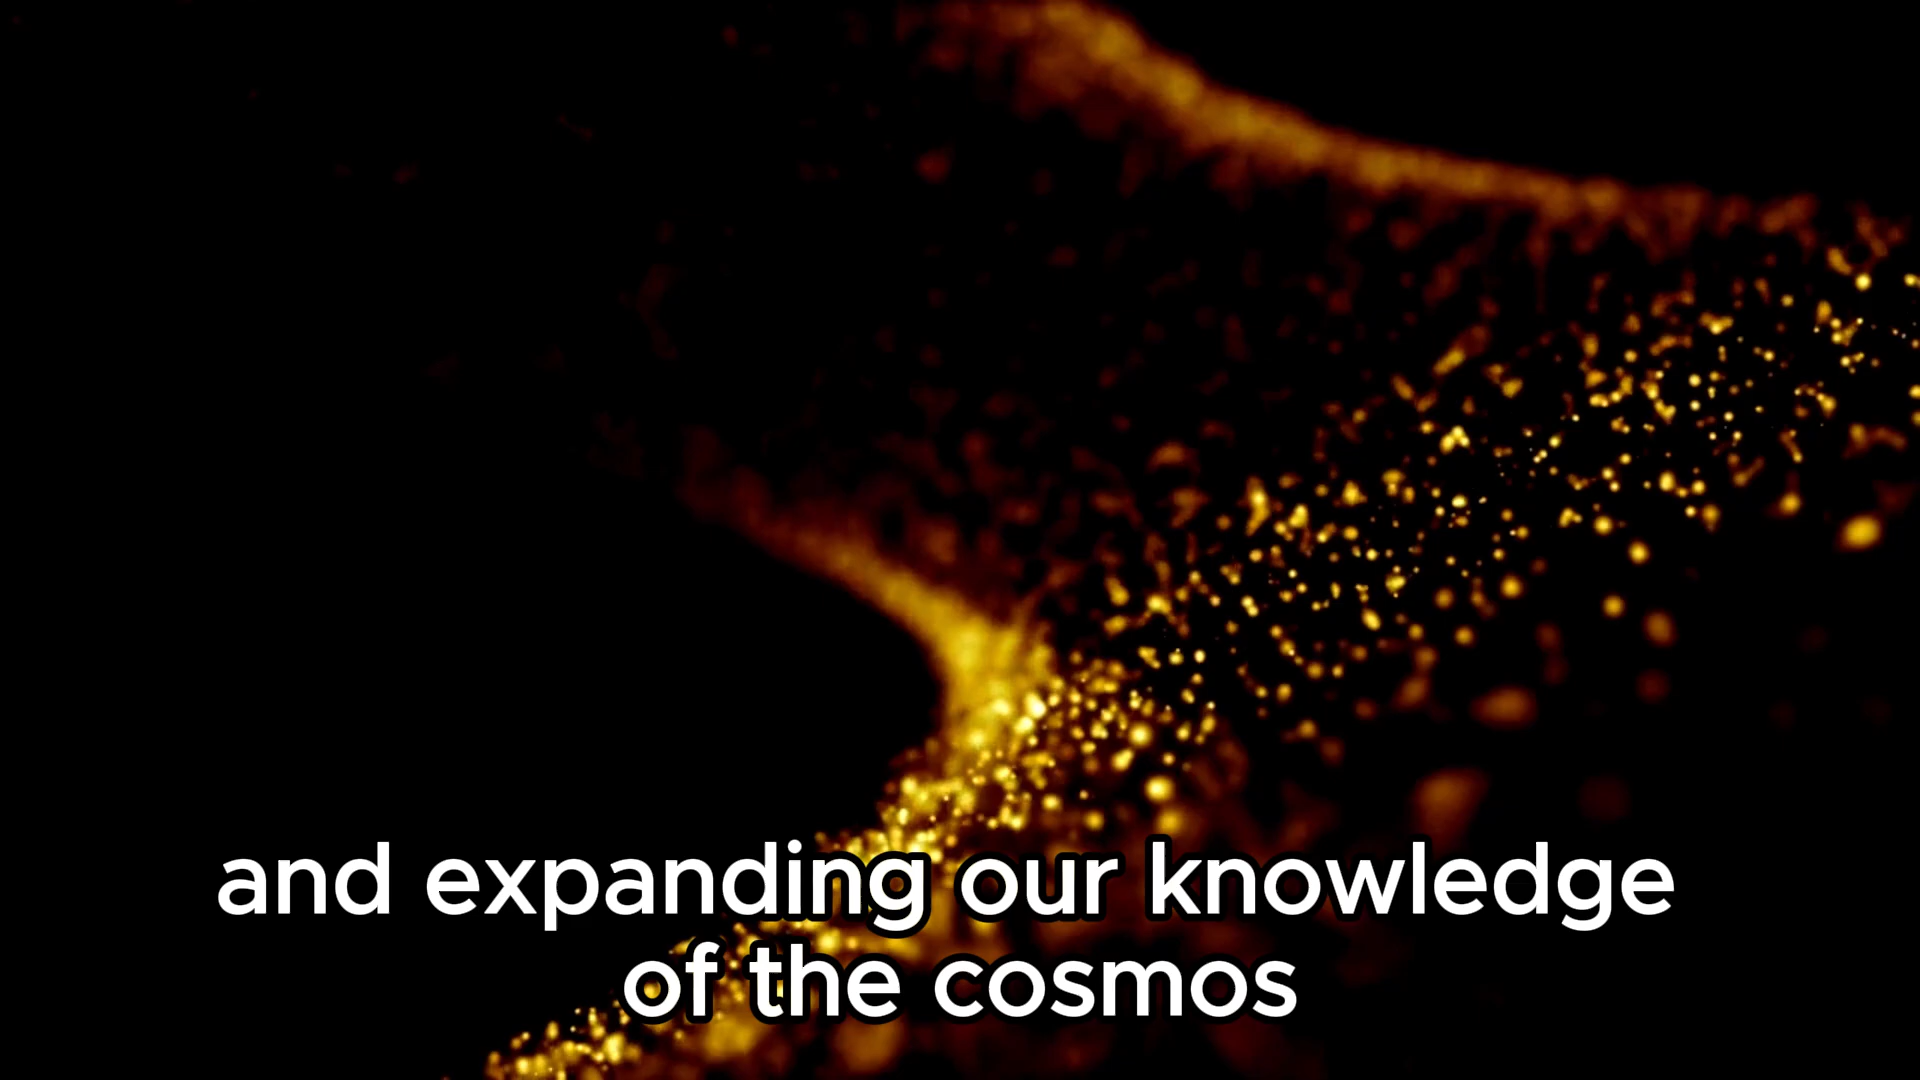 and expanding our knowledge
of the cosmos